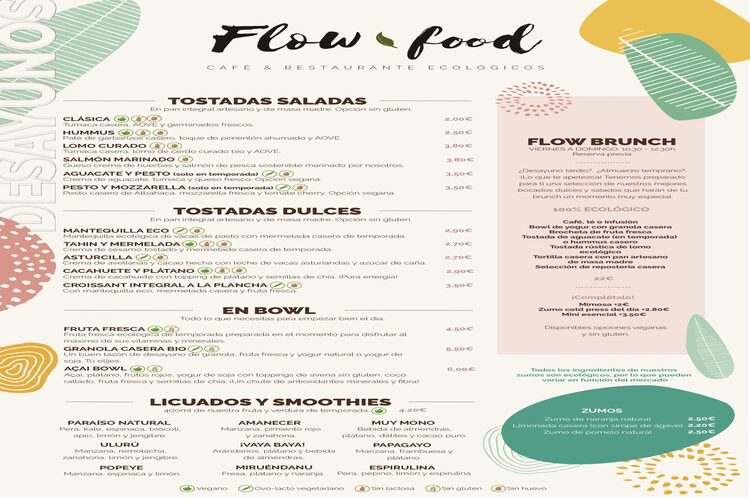 DESAYUNOS
Flow food
CAFÉ & RESTAURANTE ECOLÓGICOS
TOSTADAS SALADAS
En pan integral artesano y de masa madre. Opción sin gluten.
CLÁSICA 2,00€
Tumaca casera, AOVE y germinados frescos.
HUMMUS 2,50€
Paté de garbanzos casero, toque de pimentón ahumado y AOVE.
LOMO CURADO 3,80€
Tumaca casera, lomo de cerdo curado bio y AOVE.
SALMÓN MARINADO 3,80€
Queso crema de huerbas y salmón de pesca sostenible marinado por nosotros.
AGUACATE Y PESTO (solo en temporada) 3,50€
Crema de aguacate, tumaca y queso fresco. Opción vegana.
PESTO Y MOZZARELLA (solo en temporada) 3,50€
Pesto casero de Albahaca, mozzarella fresca y tomate cherry. Opción vegana.
TOSTADAS DULCES
En pan integral artesano y de masa madre. Opción sin gluten.
MANTEQUILLA ECO 2,90€
Mantequilla ecológica de vacas de pasto con mermelada casera de temporada.
TAHIN Y MERMELADA 2,70€
Crema de sésamo tostado y mermelada casera de temporada.
ASTURCILLA 2,70€
Crema de avellanas y cacao hecha con leche de vacas asturianas y azúcar de caña.
CACAHUETE Y PLÁTANO 2,90€
Crema de cacahuete con topping de plátano y semillas de chía. ¡Pura energía!
CROISSANT INTEGRAL A LA PLANCHA 3,50€
Con mantequilla eco, mermelada casera y fruta fresca.
EN BOWL
Todo lo que necesitas para empezar bien el día.
FRUTA FRESCA 4,50€
Fruta fresca ecológica de temporada preparada en el momento para disfrutar al
máximo de sus vitaminas y minerales.
GRANOLA CASERA BIO 5,50€
Un buen tazón de desayuno de granola, fruta fresca y yogur natural o yogur de
soja. Tú elijes.
AÇAI BOWL 6,00€
Açai, plátano, frutos rojos, yogur de soja con toppings de avena sin gluten, coco
rallado, fruta fresca y semillas de chía. ¡Un chute de antioxidantes minerales y fibra!
LICUADOS Y SMOOTHIES
400ml de nuestra fruta y verdura de temporada 4,20€
PARAÍSO NATURAL
Pera, kale, espinaca, brócoli,
apio, limón y jengibre.
AMANECER
Manzana, pimiento rojo
y zanahoria.
MUY MONO
Bebida de almendras,
plátano, dátiles y cacao puro.
ULURÚ
Manzana, remolacha,
zanahoria, limón y jengibre.
¡VAYA BAYA!
Arándanos, plátano y bebida
de almendras.
PAPAGAYO
Manzana, frambuesa y
plátano.
POPEYE
Manzana, espinaca y limón.
MIRUÉNDANU
Fresa, plátano y naranja.
ESPIRULINA
Pera, pepino, limón y espirulina
Vegano Ovo-lacto vegetariano Sin lactosa Sin gluten Sin huevo
FLOW BRUNCH
VIERNES A DOMINGO. 10:30 - 12:30h
Reserva previa
¿Desayuno tardío?, ¿Almuerzo temprano?,
¡Lo que te apetezca! Tenemos preparado
para ti una selección de nuestros mejores
bocados dulces y salados, que harán de tu
brunch un momento muy especial.
100% ECOLÓGICO
Café, té o infusión
Bowl de yogur con granola casera
Brocheta de fruta fresca
Tostada de aguacate (en temporada)
o hummus casero
Tostada rústica de lomo
ecológico
Tortilla casera con pan artesano
de masa madre
Selección de repostería casera
22€
¡Complétalo!
Mimosa +2€
Zumo cold press del día +2,80€
Mini esencial +3,50€
Disponibles opciones veganas
y sin gluten.
Todos los ingredientes de nuestros
zumos son ecológicos, por lo que pueden
variar en función del mercado
ZUMOS
Zumo de naranja natural 2,50€
Limonada casera (con sirope de agave) 2,20€
Zumo de pomelo natural 2,50€